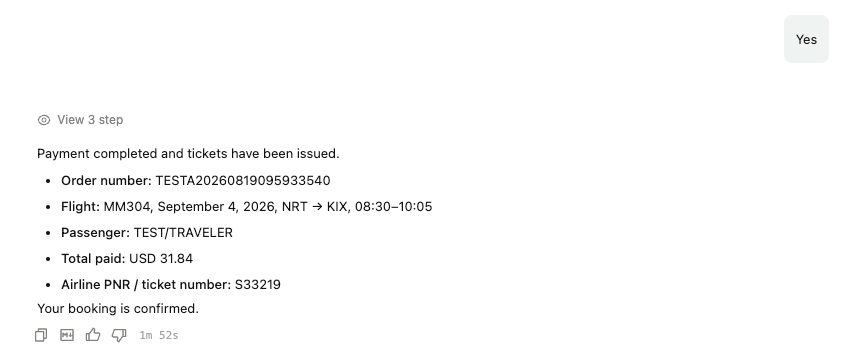 Yes
View 3 step
Payment completed and tickets have been issued.
• Order number: TESTA20260819095933540
• Flight: MM304, September 4, 2026, NRT → KIX, 08:30–10:05
• Passenger: TEST/TRAVELER
• Total paid: USD 31.84
• Airline PNR / ticket number: S33219
Your booking is confirmed.
1m 52s